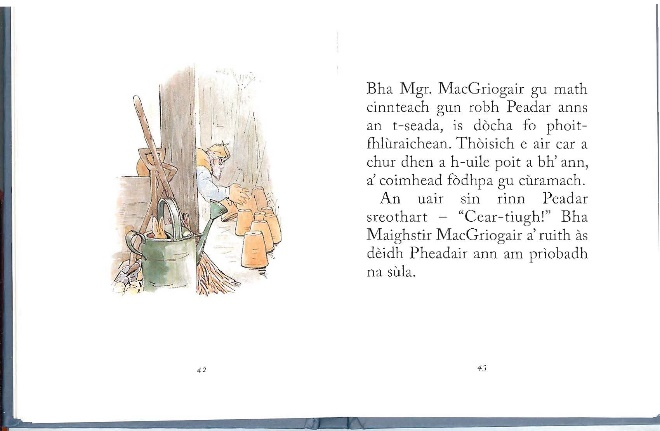 Bha Mgr. MacGriogair gu math
cinnteach gun robh Peadar anns
an t-seada, is dòcha fo phoit-
fhlùraichean. Thòisich e air car a
chur dhen a h-uile poit a bh’ ann,
a’ coimhead fòdhpa gu cùramach.
An uair sin rinn Peadar
sreothart – “Cear-tiugh!” Bha
Maighstir MacGriogair a’ ruith às
dèidh Pheadair ann am prìobadh
na sùla.
42
43